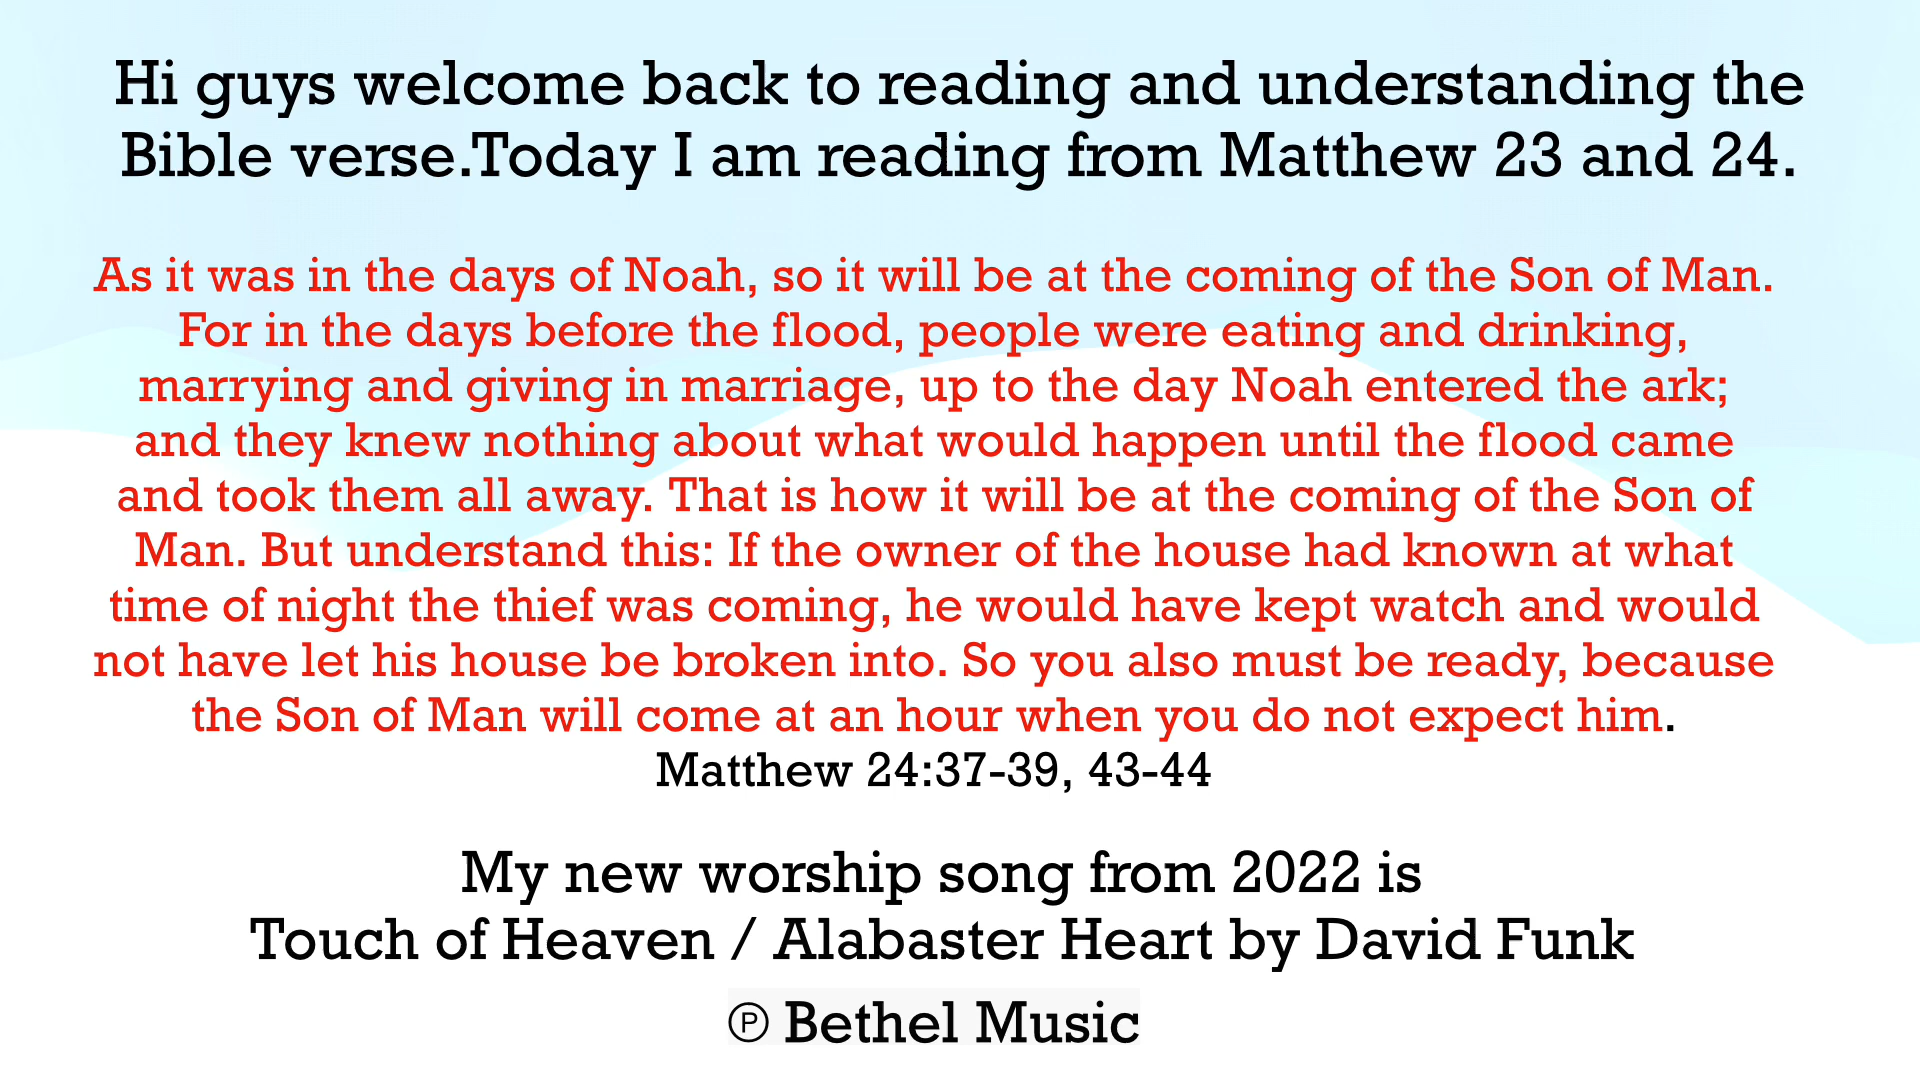 Hi guys welcome back to reading and understanding the
Bible verse.Today I am reading from Matthew 23 and 24.
As it was in the days of Noah, so it will be at the coming of the Son of Man.
For in the days before the flood, people were eating and drinking,
marrying and giving in marriage, up to the day Noah entered the ark;
and they knew nothing about what would happen until the flood came
and took them all away. That is how it will be at the coming of the Son of
Man. But understand this: If the owner of the house had known at what
time of night the thief was coming, he would have kept watch and would
not have let his house be broken into. So you also must be ready, because
the Son of Man will come at an hour when you do not expect him.
Matthew 24:37-39, 43-44
My new worship song from 2022 is
Touch of Heaven / Alabaster Heart by David Funk
℗ Bethel Music